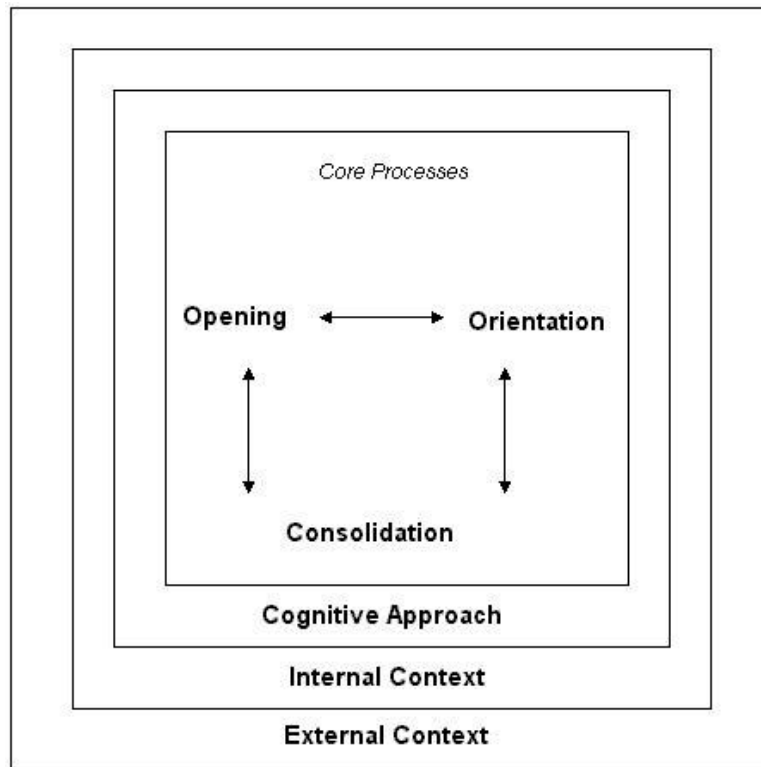 Core Processes
Opening
Orientation
Consolidation
Cognitive Approach
Internal Context
External Context